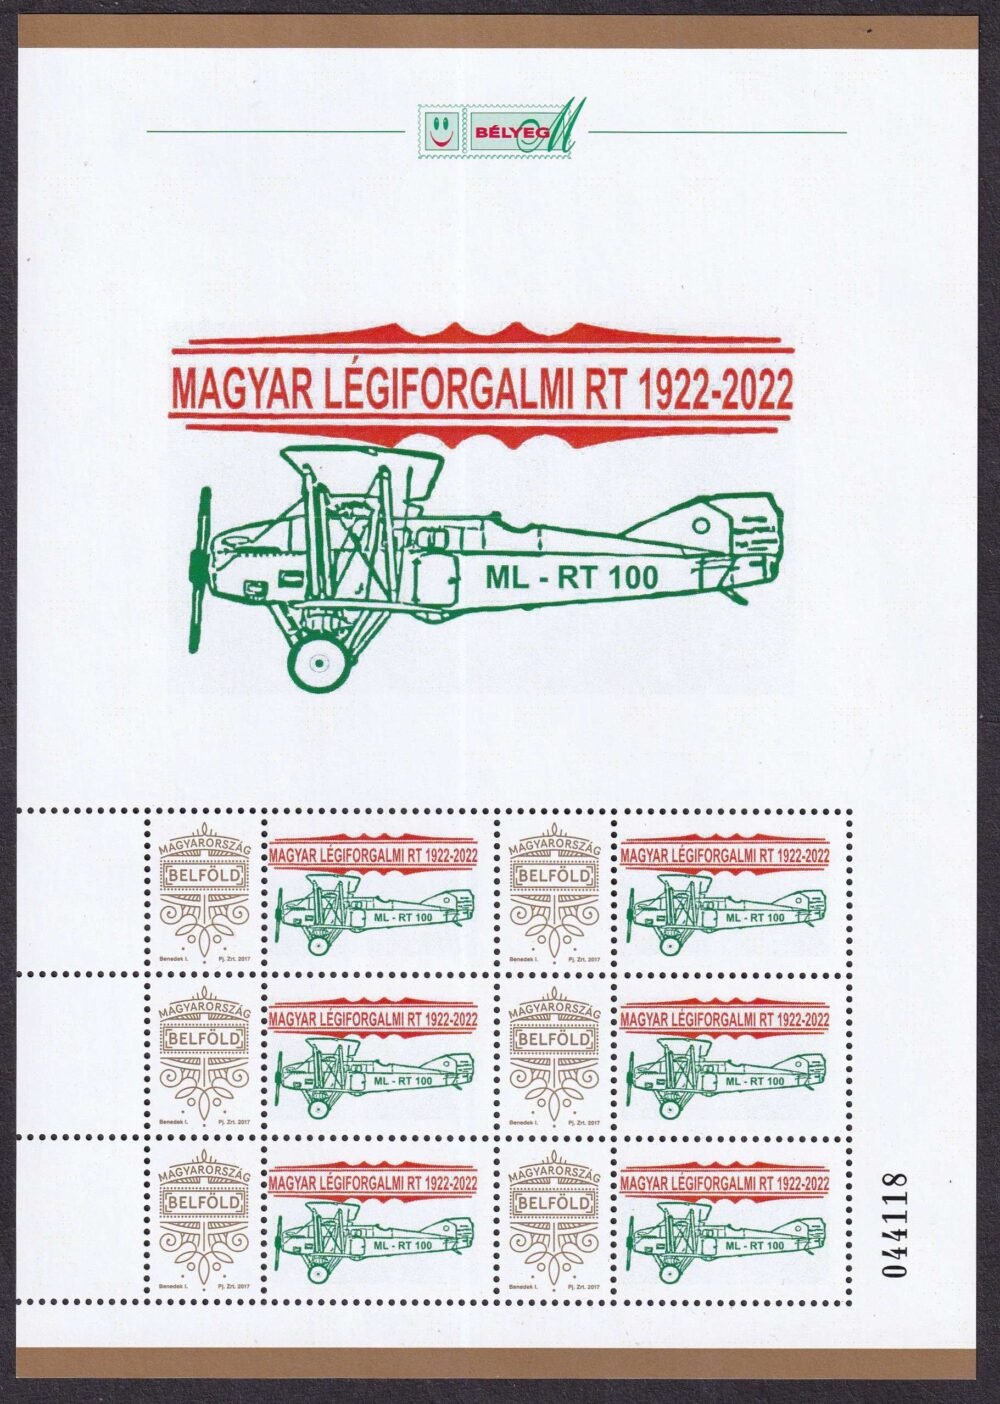 BÉLYEG M
MAGYAR LÉGIFORGALMI RT 1922-2022
ML - RT 100
MAGYARORSZÁG
BELFÖLD
Benedek I. Pj. Zrt. 2017
MAGYAR LÉGIFORGALMI RT 1922-2022
ML - RT 100
MAGYARORSZÁG
BELFÖLD
Benedek I. Pj. Zrt. 2017
MAGYAR LÉGIFORGALMI RT 1922-2022
ML - RT 100
MAGYARORSZÁG
BELFÖLD
Benedek I. Pj. Zrt. 2017
MAGYAR LÉGIFORGALMI RT 1922-2022
ML - RT 100
MAGYARORSZÁG
BELFÖLD
Benedek I. Pj. Zrt. 2017
MAGYAR LÉGIFORGALMI RT 1922-2022
ML - RT 100
MAGYARORSZÁG
BELFÖLD
Benedek I. Pj. Zrt. 2017
MAGYAR LÉGIFORGALMI RT 1922-2022
ML - RT 100
MAGYARORSZÁG
BELFÖLD
Benedek I. Pj. Zrt. 2017
MAGYAR LÉGIFORGALMI RT 1922-2022
ML - RT 100
044118